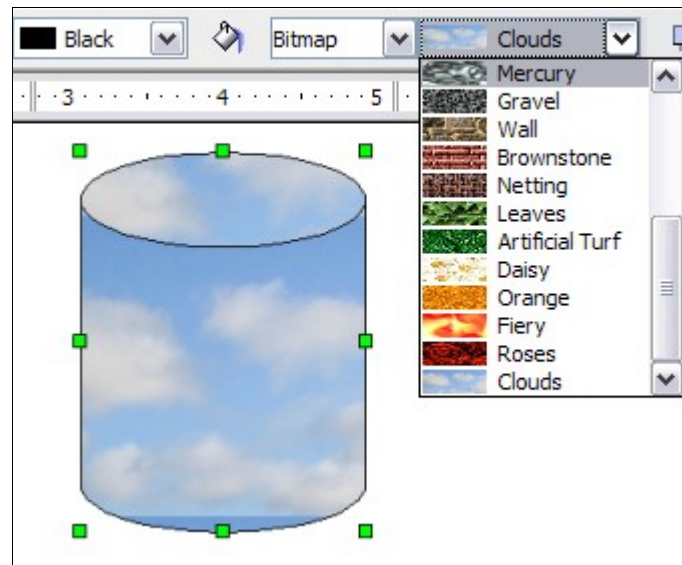 Black Bitmap Clouds
Mercury
3 4 5 Gravel
Wall
Brownstone
Netting
Leaves
Artificial Turf
Daisy
Orange
Fiery
Roses
Clouds